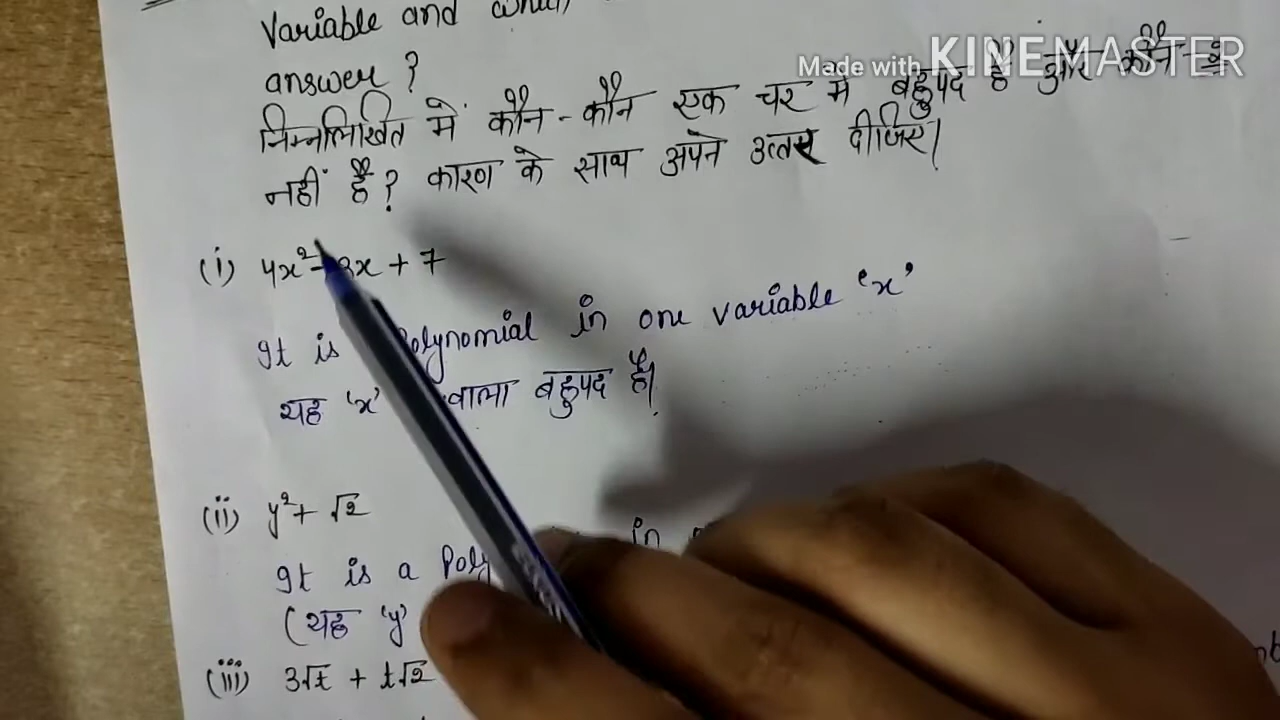 Variable and what
answer ?
Made with KINEMASTER
निम्नलिखित में कौन - कौन एक चर में बहुपद है और कौन -
नहीं है ? कारण के साथ अपने उत्तर दीजिए।
(i) 4x² - 3x + 7
It is Polynomial in one variable 'x'
यह 'x' वाला बहुपद है।
(ii) y² + √2
It is a Poly in
(यह 'y'
(iii) 3√t + t√2